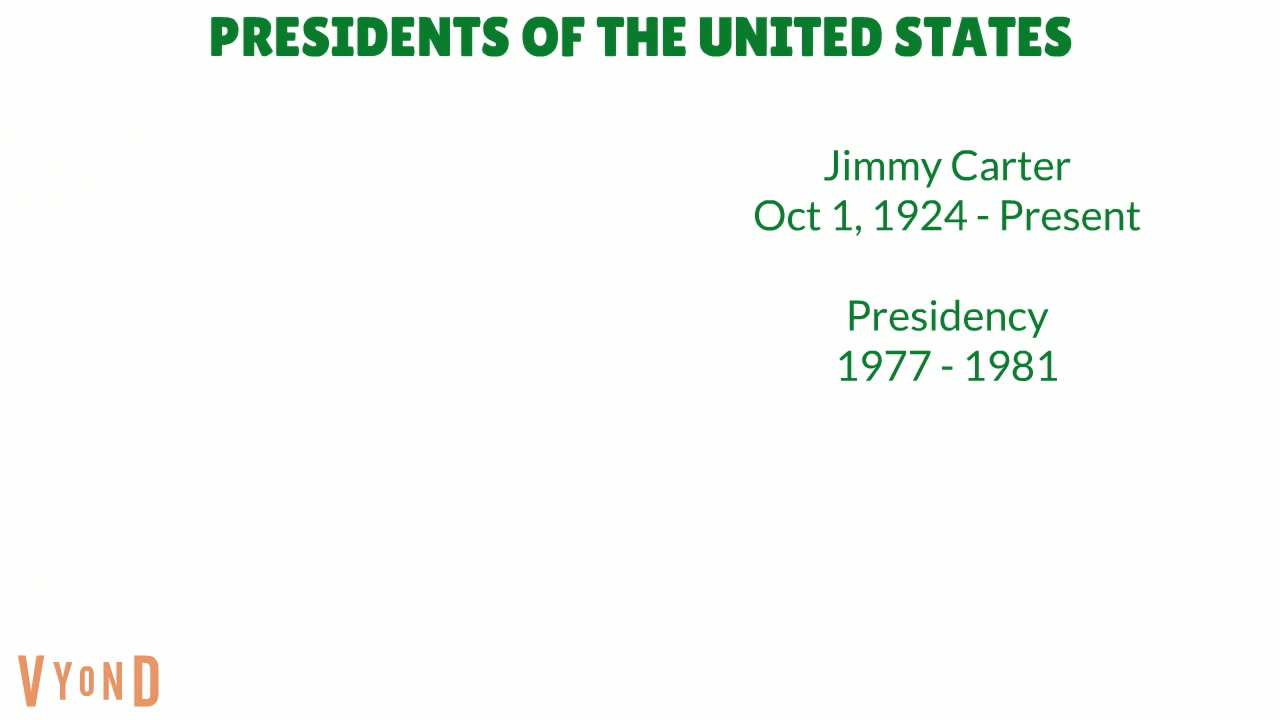 PRESIDENTS OF THE UNITED STATES
Jimmy Carter
Oct 1, 1924 - Present
Presidency
1977 - 1981
VYOND